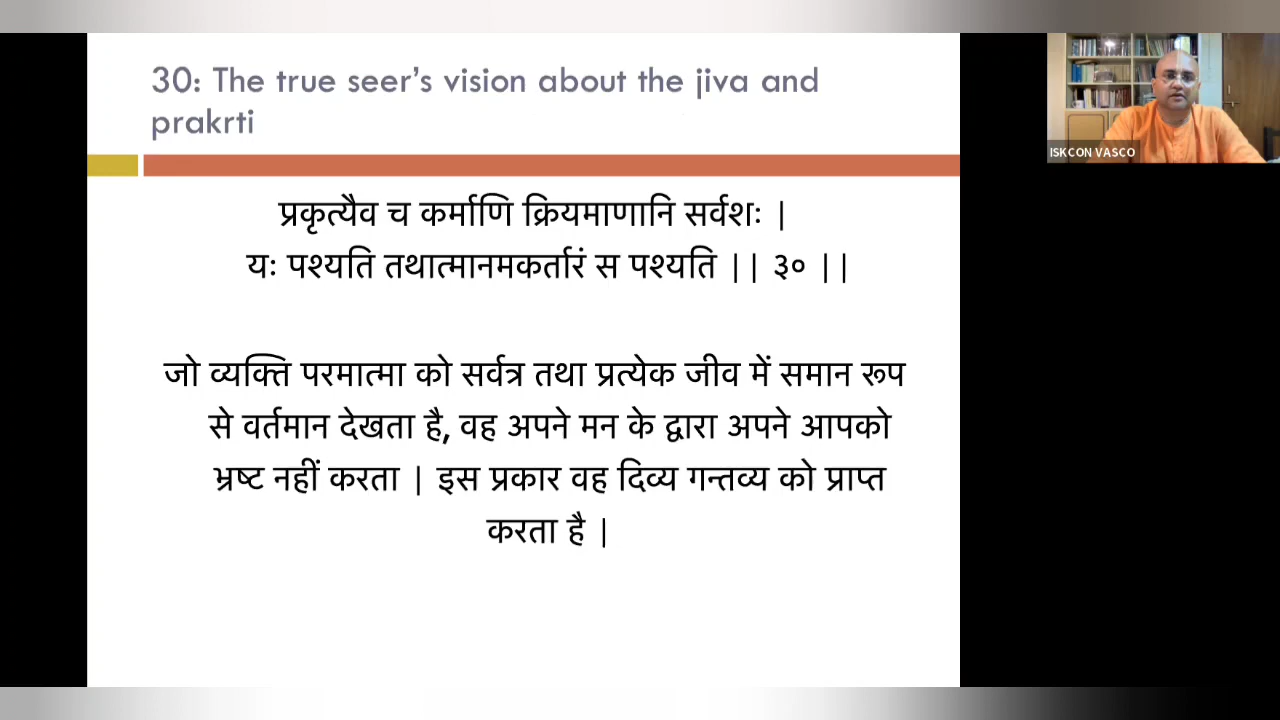 30: The true seer's vision about the jiva and
prakrti
ISKCON VASCO
प्रकृत्यैव च कर्माणि क्रियमाणानि सर्वशः |
यः पश्यति तथात्मानमकर्तारं स पश्यति || ३० ||
जो व्यक्ति परमात्मा को सर्वत्र तथा प्रत्येक जीव में समान रूप
से वर्तमान देखता है, वह अपने मन के द्वारा अपने आपको
भ्रष्ट नहीं करता | इस प्रकार वह दिव्य गन्तव्य को प्राप्त
करता है |